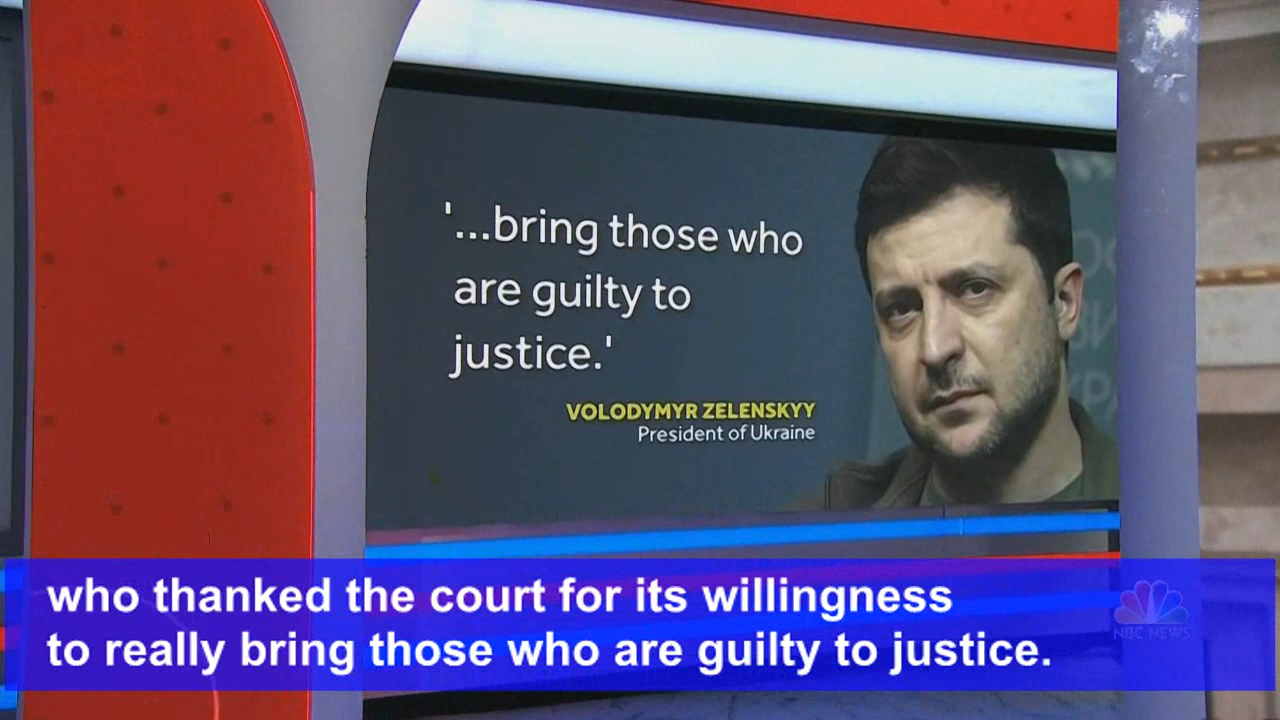 '...bring those who
are guilty to
justice.'
VOLODYMYR ZELENSKYY
President of Ukraine
who thanked the court for its willingness
to really bring those who are guilty to justice.
NBC NEWS